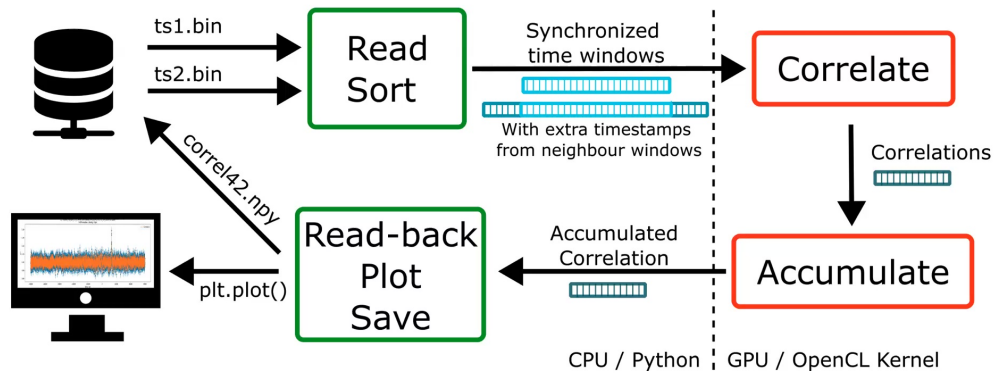 ts1.bin
ts2.bin
Read
Sort
Synchronized
time windows
With extra timestamps
from neighbour windows
Correlate
Correlations
Accumulate
Accumulated
Correlation
Read-back
Plot
Save
correl42.npy
plt.plot()
CPU / Python
GPU / OpenCL Kernel